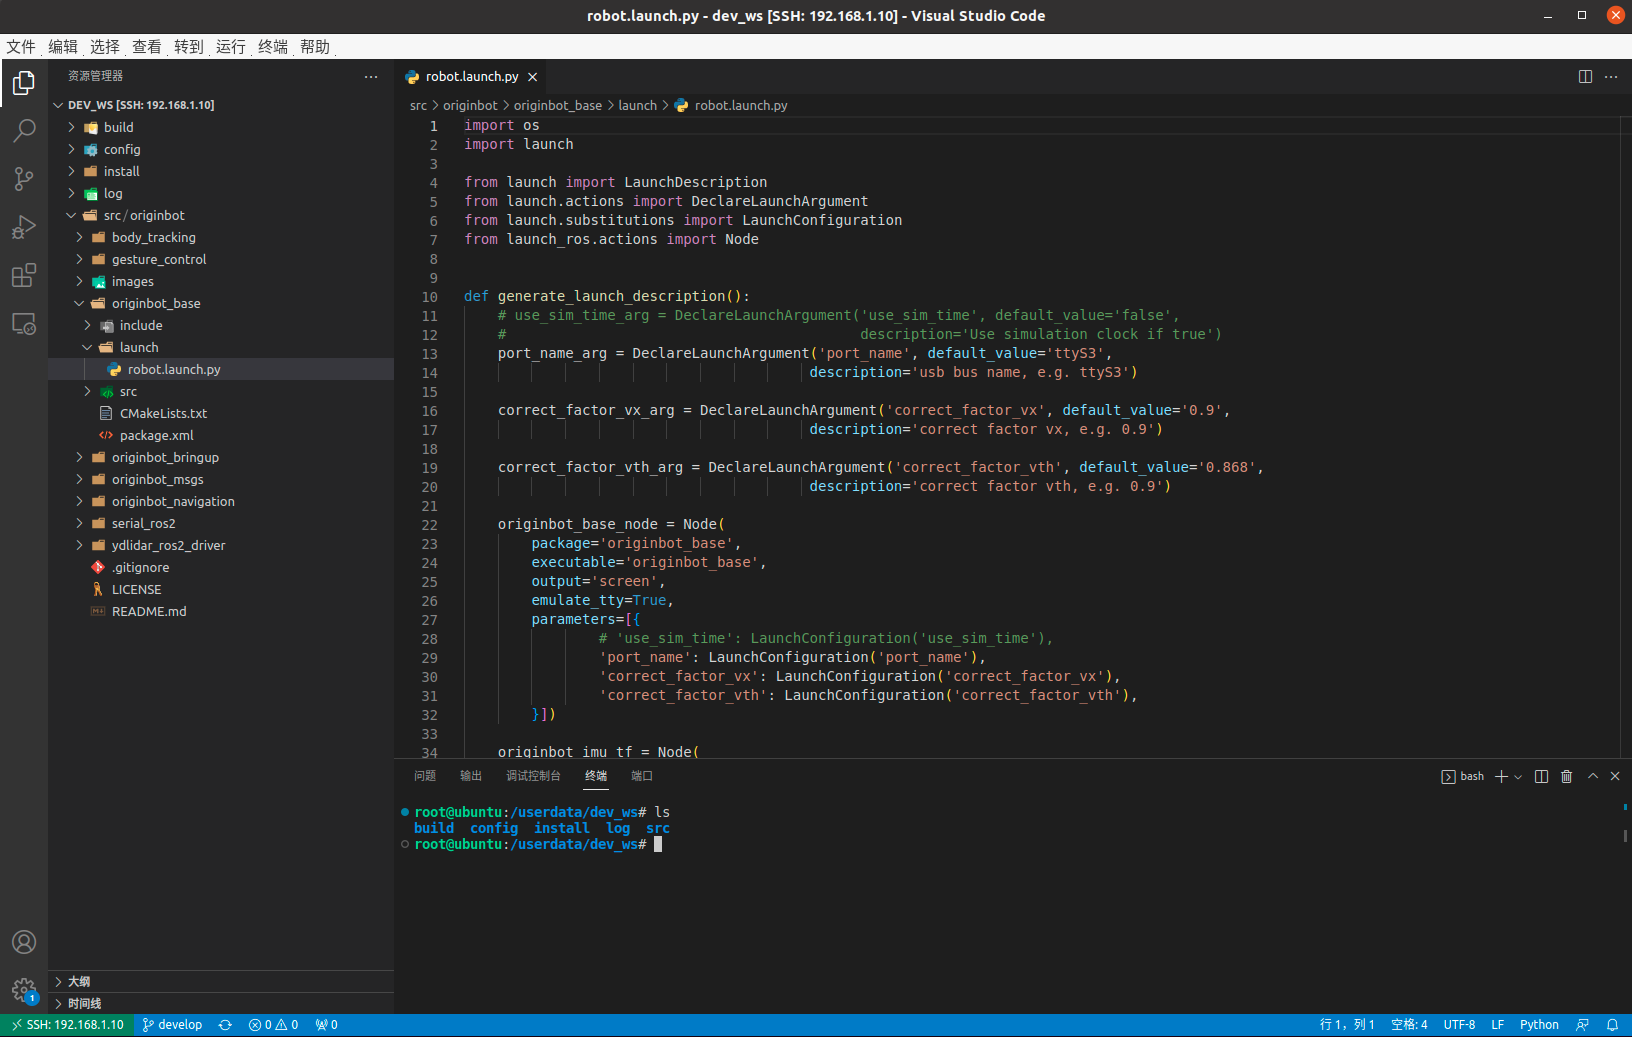 robot.launch.py - dev_ws [SSH: 192.168.1.10] - Visual Studio Code
文件 编辑 选择 查看 转到 运行 终端 帮助
资源管理器
DEV_WS [SSH: 192.168.1.10]
build
config
install
log
src/originbot
body_tracking
gesture_control
images
originbot_base
include
launch
robot.launch.py
src
CMakeLists.txt
package.xml
originbot_bringup
originbot_msgs
originbot_navigation
serial_ros2
ydlidar_ros2_driver
.gitignore
LICENSE
README.md
大纲
时间线
robot.launch.py
src > originbot > originbot_base > launch > robot.launch.py
1 import os
2 import launch
3
4 from launch import LaunchDescription
5 from launch.actions import DeclareLaunchArgument
6 from launch.substitutions import LaunchConfiguration
7 from launch_ros.actions import Node
8
9
10 def generate_launch_description():
11 # use_sim_time_arg = DeclareLaunchArgument('use_sim_time', default_value='false',
12 # description='Use simulation clock if true')
13 port_name_arg = DeclareLaunchArgument('port_name', default_value='ttyS3',
14 description='usb bus name, e.g. ttyS3')
15
16 correct_factor_vx_arg = DeclareLaunchArgument('correct_factor_vx', default_value='0.9',
17 description='correct factor vx, e.g. 0.9')
18
19 correct_factor_vth_arg = DeclareLaunchArgument('correct_factor_vth', default_value='0.868',
20 description='correct factor vth, e.g. 0.9')
21
22 originbot_base_node = Node(
23 package='originbot_base',
24 executable='originbot_base',
25 output='screen',
26 emulate_tty=True,
27 parameters=[{
28 # 'use_sim_time': LaunchConfiguration('use_sim_time'),
29 'port_name': LaunchConfiguration('port_name'),
30 'correct_factor_vx': LaunchConfiguration('correct_factor_vx'),
31 'correct_factor_vth': LaunchConfiguration('correct_factor_vth'),
32 }])
33
34 originbot_imu_tf = Node(
问题 输出 调试控制台 终端 端口
bash
root@ubuntu:/userdata/dev_ws# ls
build config install log src
root@ubuntu:/userdata/dev_ws#
1
SSH: 192.168.1.10 develop 0 0 0 行 1，列 1 空格: 4 UTF-8 LF Python